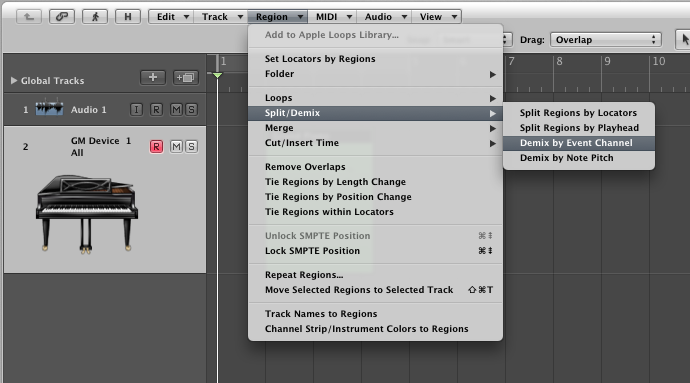 H Edit Track Region MIDI Audio View
Drag: Overlap
1 7 8 9 10
Global Tracks
1 Audio 1 I R M S
2 GM Device 1 R M S
All
Add to Apple Loops Library...
Set Locators by Regions
Folder
Loops
Split/Demix
Merge
Cut/Insert Time
Remove Overlaps
Tie Regions by Length Change
Tie Regions by Position Change
Tie Regions within Locators
Unlock SMPTE Position ⌘⇞
Lock SMPTE Position ⌘⇟
Repeat Regions...
Move Selected Regions to Selected Track ⇧⌘T
Track Names to Regions
Channel Strip/Instrument Colors to Regions
Split Regions by Locators
Split Regions by Playhead
Demix by Event Channel
Demix by Note Pitch